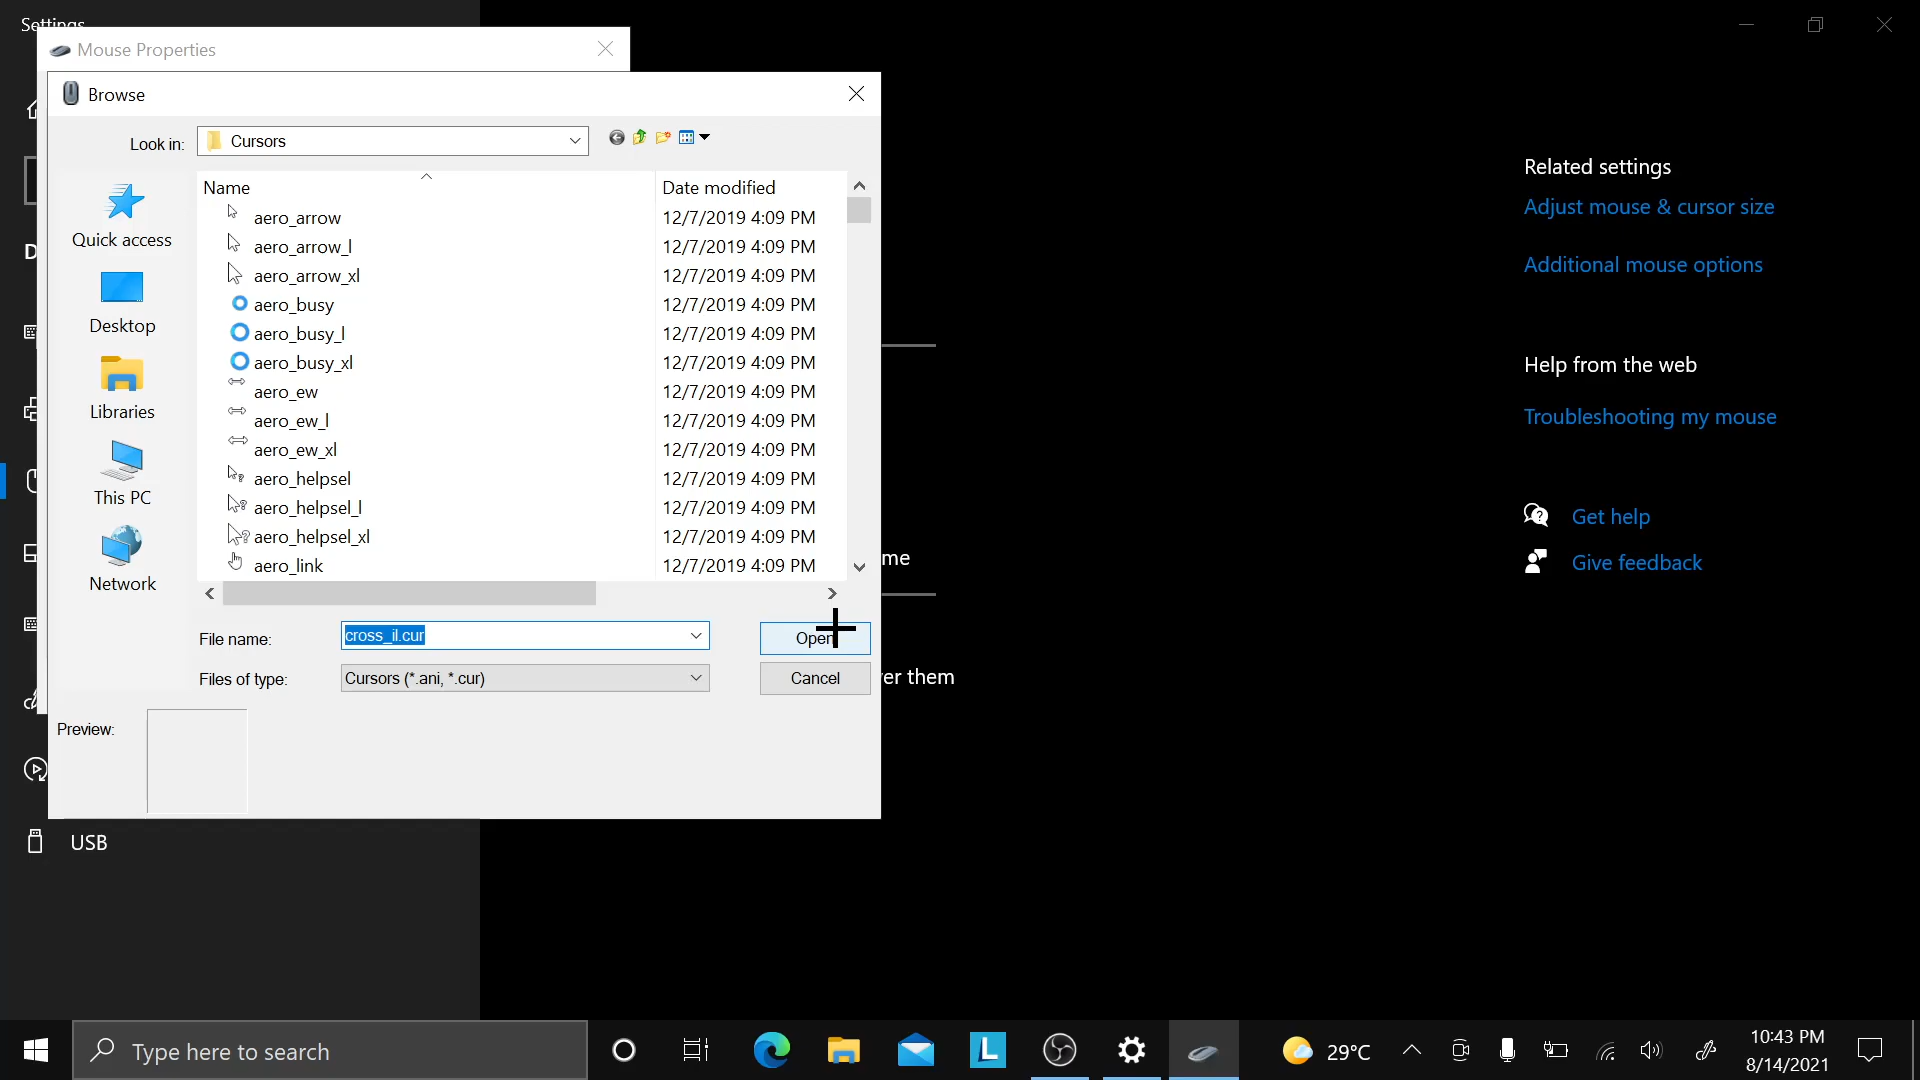 Settings
Mouse Properties
Browse
Look in:
Cursors
Name
Date modified
aero_arrow
12/7/2019 4:09 PM
aero_arrow_l
12/7/2019 4:09 PM
aero_arrow_xl
12/7/2019 4:09 PM
aero_busy
12/7/2019 4:09 PM
aero_busy_l
12/7/2019 4:09 PM
aero_busy_xl
12/7/2019 4:09 PM
aero_ew
12/7/2019 4:09 PM
aero_ew_l
12/7/2019 4:09 PM
aero_ew_xl
12/7/2019 4:09 PM
aero_helpsel
12/7/2019 4:09 PM
aero_helpsel_l
12/7/2019 4:09 PM
aero_helpsel_xl
12/7/2019 4:09 PM
aero_link
12/7/2019 4:09 PM
Quick access
Desktop
Libraries
This PC
Network
File name:
cross_il.cur
Open
Files of type:
Cursors (*.ani, *.cur)
Cancel
Preview:
D
me
er them
USB
Related settings
Adjust mouse & cursor size
Additional mouse options
Help from the web
Troubleshooting my mouse
Get help
Give feedback
Type here to search
L
29°C
10:43 PM
8/14/2021